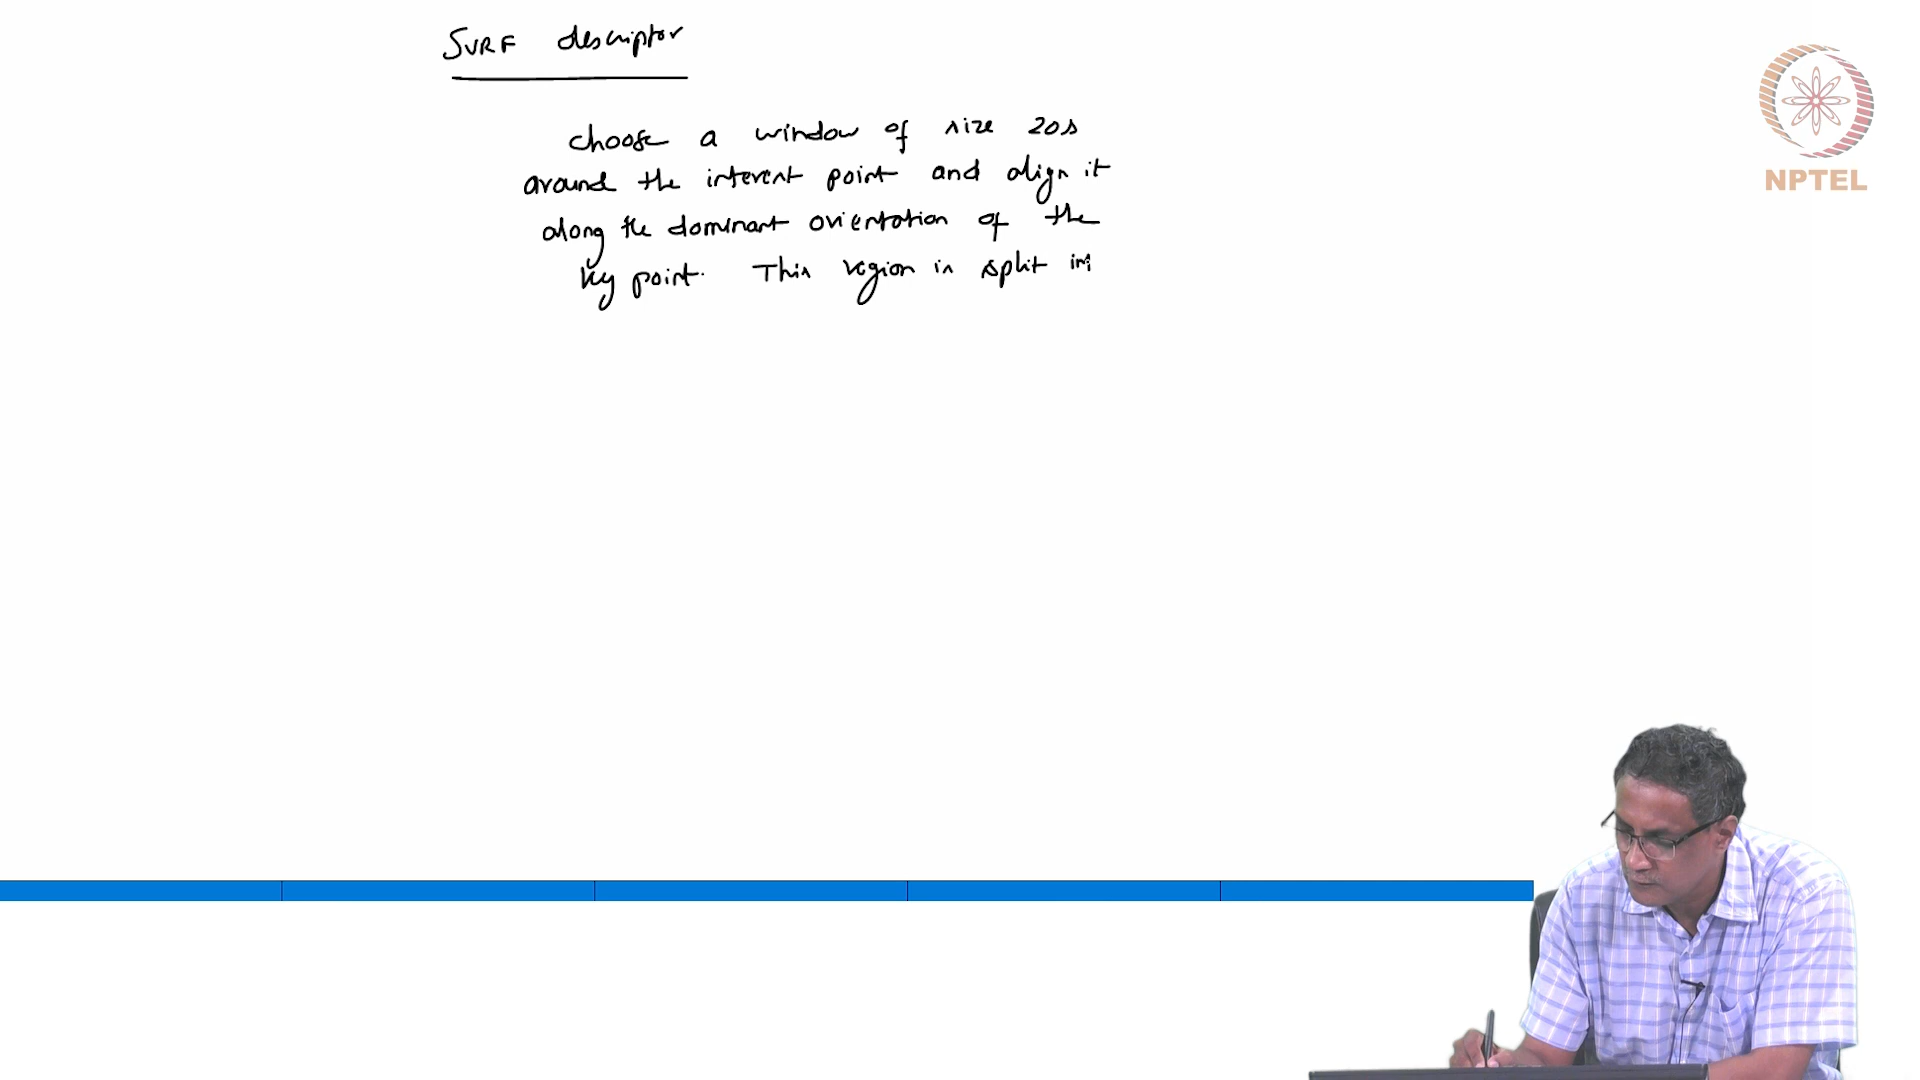 SURF descriptor
choose a window of size 20s
around the interest point and align it
along the dominant orientation of the
key point. This region is split int
NPTEL